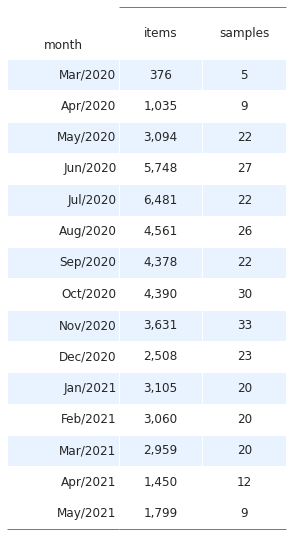 month items samples
Mar/2020 376 5
Apr/2020 1,035 9
May/2020 3,094 22
Jun/2020 5,748 27
Jul/2020 6,481 22
Aug/2020 4,561 26
Sep/2020 4,378 22
Oct/2020 4,390 30
Nov/2020 3,631 33
Dec/2020 2,508 23
Jan/2021 3,105 20
Feb/2021 3,060 20
Mar/2021 2,959 20
Apr/2021 1,450 12
May/2021 1,799 9